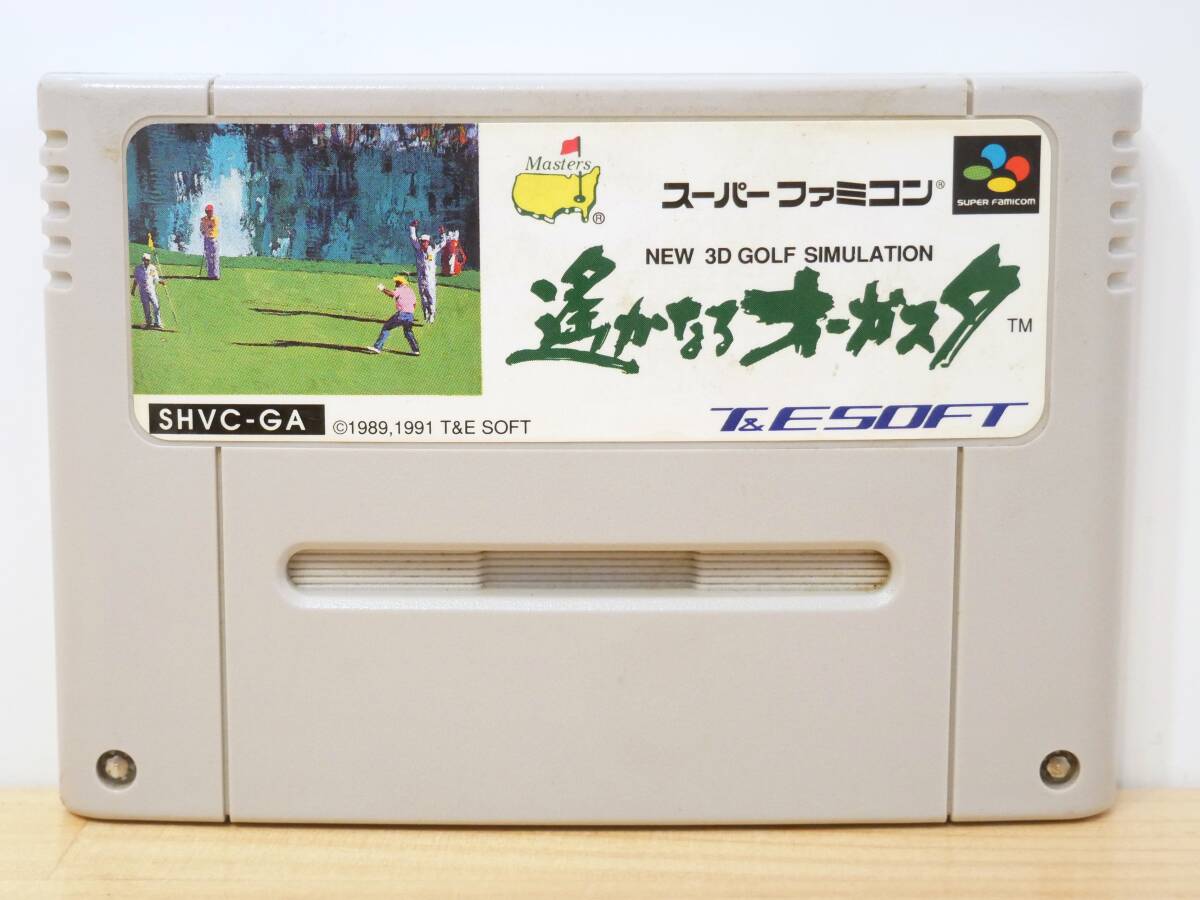 Masters
®
スーパーファミコン®
SUPER FAMICOM
NEW 3D GOLF SIMULATION
遙かなるオーガスタ TM
SHVC-GA
©1989,1991 T&E SOFT
T&E SOFT